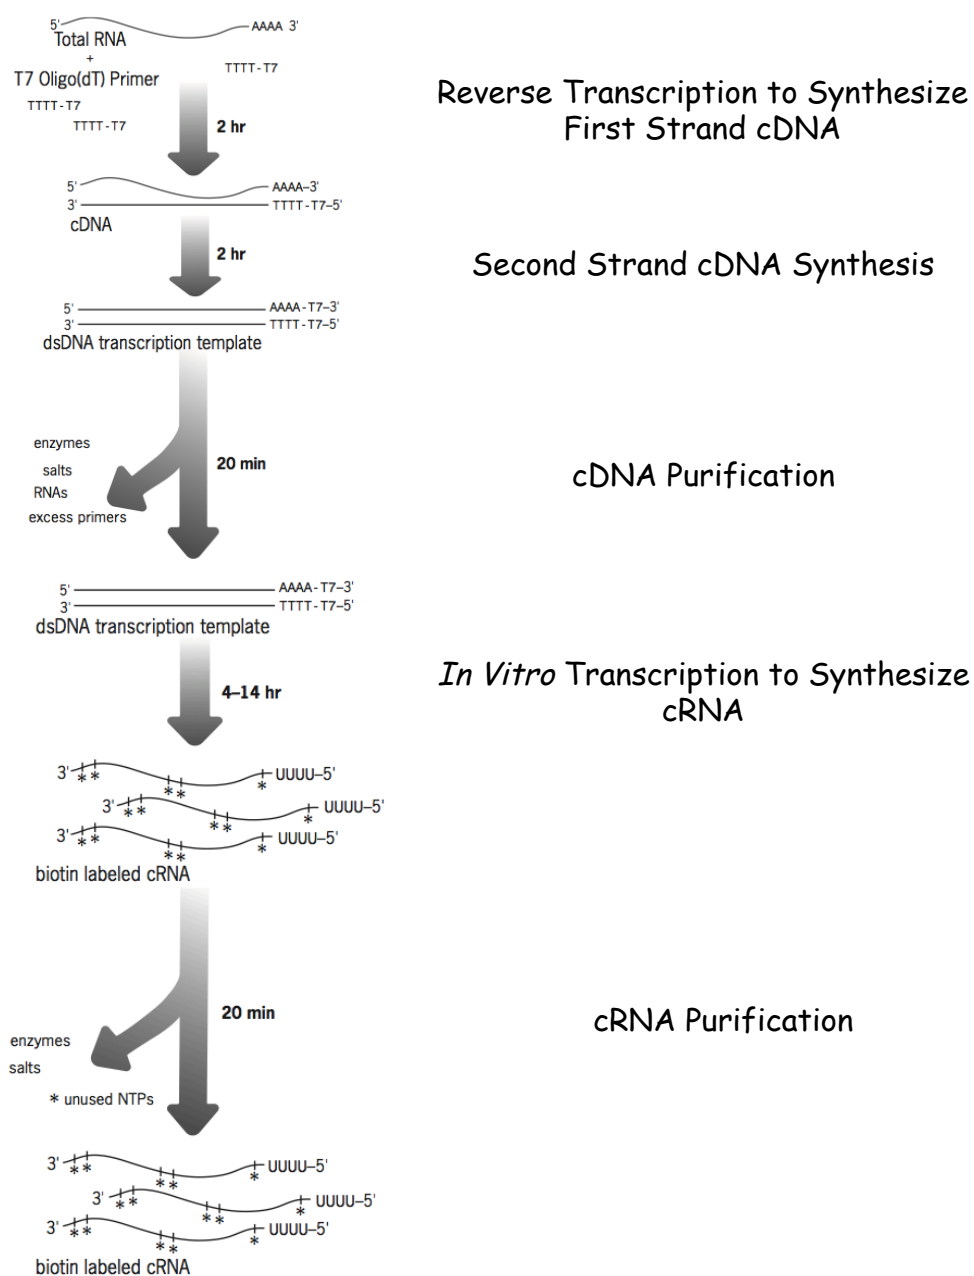 5' AAAA 3'
Total RNA
+
T7 Oligo(dT) Primer
TTTT-T7
TTTT-T7
TTTT-T7
2 hr
Reverse Transcription to Synthesize
First Strand cDNA
5' AAAA–3'
3' TTTT-T7–5'
cDNA
2 hr
Second Strand cDNA Synthesis
5' AAAA-T7–3'
3' TTTT-T7–5'
dsDNA transcription template
enzymes
salts
RNAs
excess primers
20 min
cDNA Purification
5' AAAA-T7–3'
3' TTTT-T7–5'
dsDNA transcription template
4–14 hr
In Vitro Transcription to Synthesize
cRNA
3' ** ** * UUUU–5'
3' ** ** * UUUU–5'
3' ** ** * UUUU–5'
biotin labeled cRNA
20 min
cRNA Purification
enzymes
salts
* unused NTPs
3' ** ** * UUUU–5'
3' ** ** * UUUU–5'
3' ** ** * UUUU–5'
biotin labeled cRNA